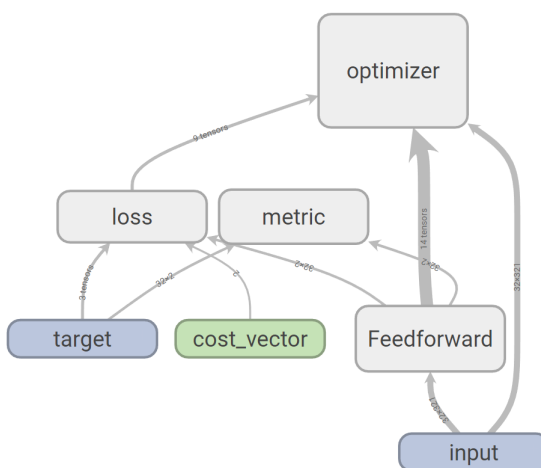 optimizer
9 tensors
loss
metric
14 tensors
3 tensors
32×2
2
32×2
32×2
32×321
target
cost_vector
Feedforward
32×321
input